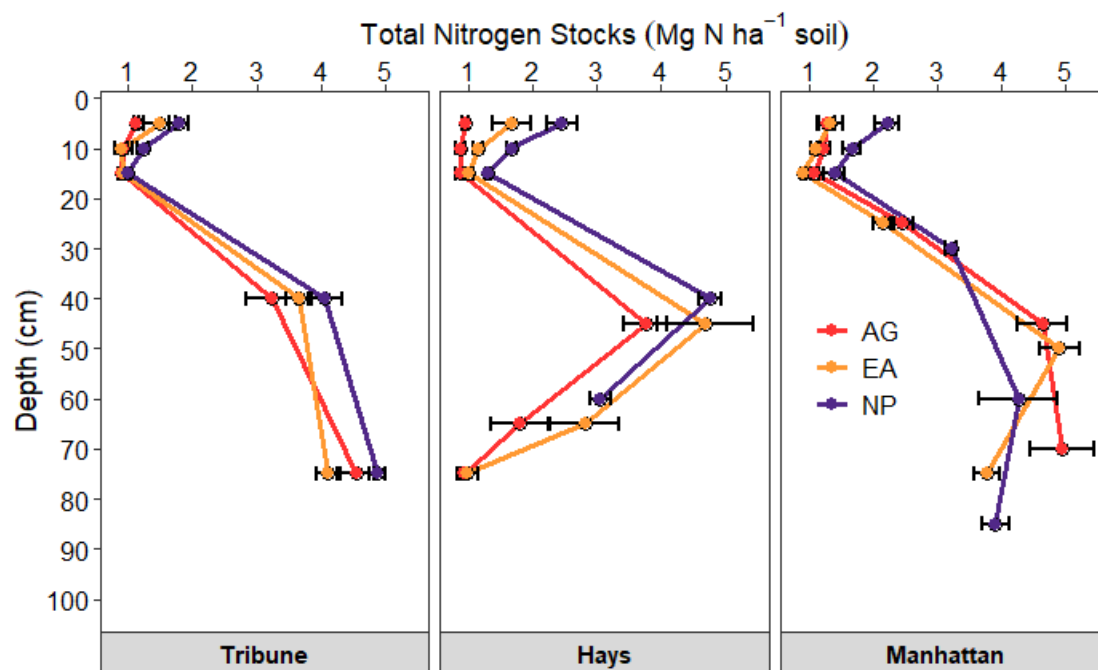 Total Nitrogen Stocks (Mg N ha⁻¹ soil)
1 2 3 4 5 1 2 3 4 5 1 2 3 4 5
0
10
20
30
40
50
60
70
80
90
100
Depth (cm)
AG
EA
NP
Tribune Hays Manhattan